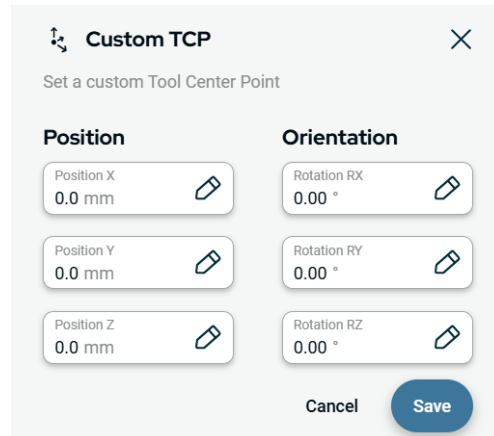 Custom TCP
Set a custom Tool Center Point
Position
Orientation
Position X
0.0 mm
Rotation RX
0.00 °
Position Y
0.0 mm
Rotation RY
0.00 °
Position Z
0.0 mm
Rotation RZ
0.00 °
Cancel
Save